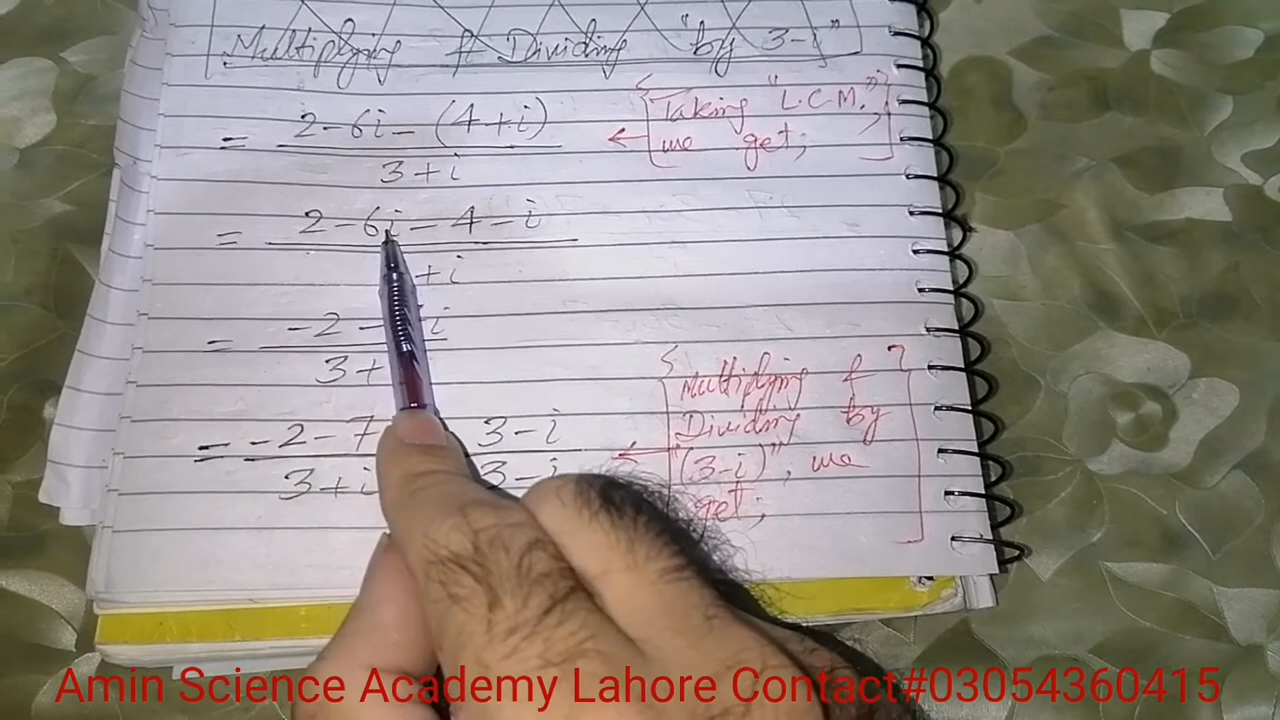 Multiplying & Dividing "by 3-i"
= 2-6i-(4+i)
3+i
{Taking "L.C.M."
we get;
= 2-6i-4-i
+i
= -2- i
3+
= -2-7 3-i
3+i 3-i
{Multiplying &
Dividing by
"(3-i)", we
get;
Amin Science Academy Lahore Contact#03054360415